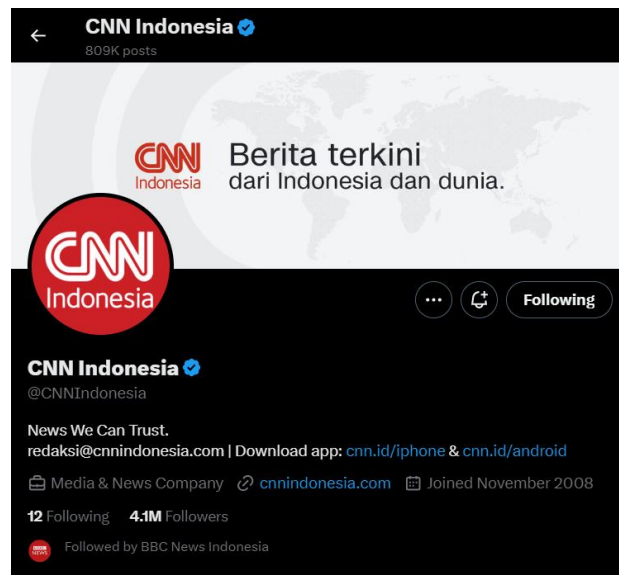 CNN Indonesia
809K posts
CNN Berita terkini
Indonesia dari Indonesia dan dunia.
CNN
Indonesia
Following
CNN Indonesia
@CNNIndonesia
News We Can Trust.
redaksi@cnnindonesia.com | Download app: cnn.id/iphone & cnn.id/android
Media & News Company cnnindonesia.com Joined November 2008
12 Following 4.1M Followers
BBC
NEWS
Followed by BBC News Indonesia